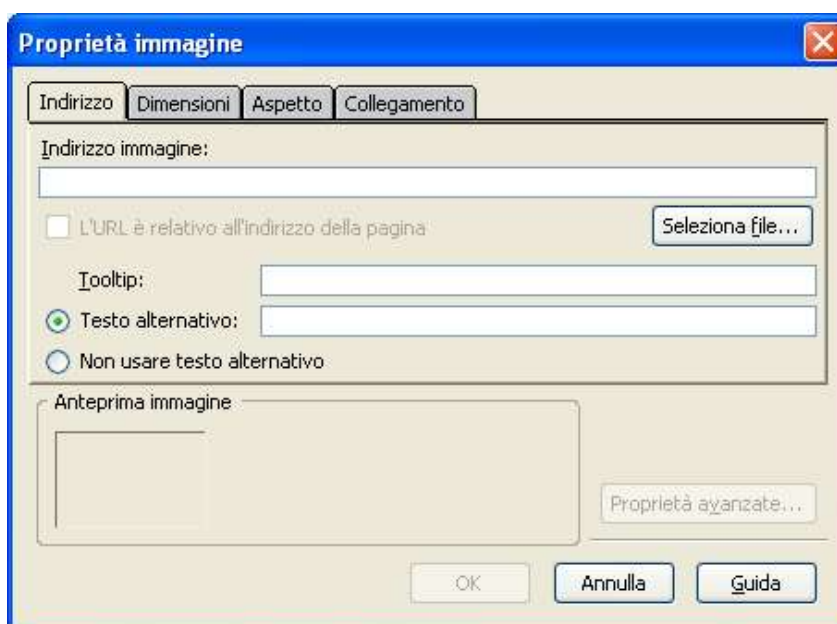 Proprietà immagine
Indirizzo Dimensioni Aspetto Collegamento
Indirizzo immagine:
L'URL è relativo all'indirizzo della pagina
Seleziona file...
Tooltip:
Testo alternativo:
Non usare testo alternativo
Anteprima immagine
Proprietà avanzate...
OK Annulla Guida